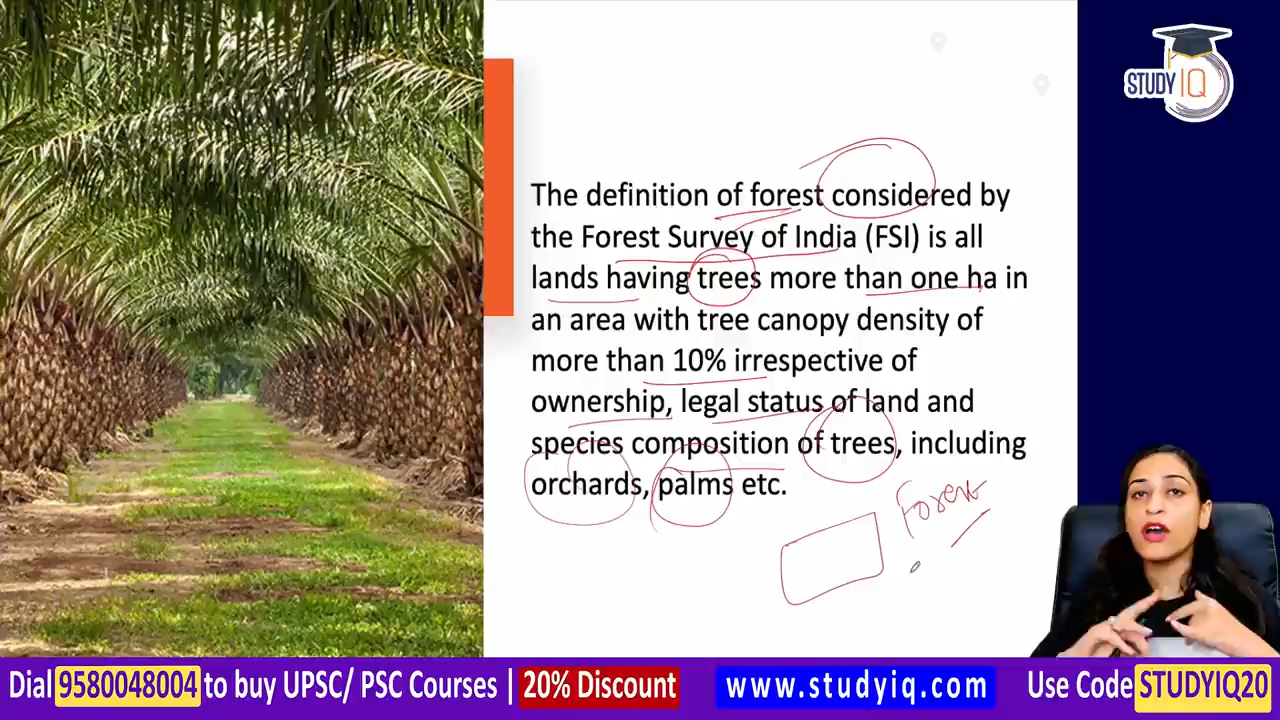 STUDY IQ
The definition of forest considered by
the Forest Survey of India (FSI) is all
lands having trees more than one ha in
an area with tree canopy density of
more than 10% irrespective of
ownership, legal status of land and
species composition of trees, including
orchards, palms etc.
Forest
Dial 9580048004 to buy UPSC/ PSC Courses | 20% Discount www.studyiq.com Use Code STUDYIQ20